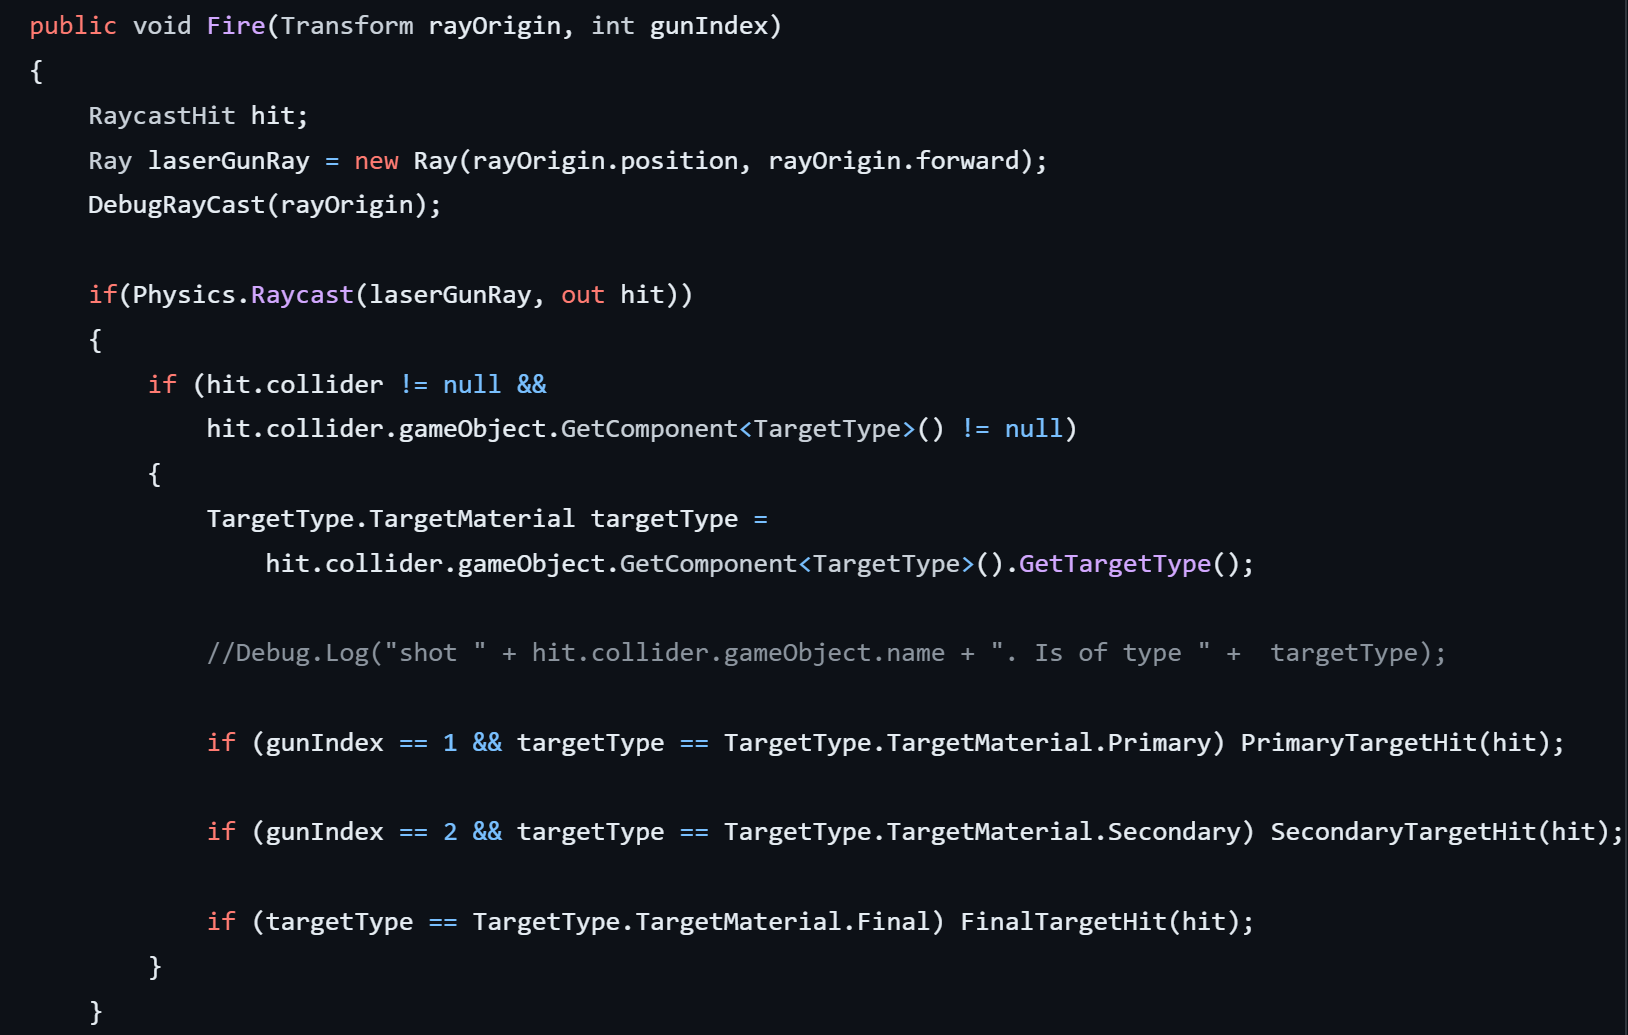 public void Fire(Transform rayOrigin, int gunIndex)
{
    RaycastHit hit;
    Ray laserGunRay = new Ray(rayOrigin.position, rayOrigin.forward);
    DebugRayCast(rayOrigin);

    if(Physics.Raycast(laserGunRay, out hit))
    {
        if (hit.collider != null &&
            hit.collider.gameObject.GetComponent<TargetType>() != null)
        {
            TargetType.TargetMaterial targetType =
                hit.collider.gameObject.GetComponent<TargetType>().GetTargetType();

            //Debug.Log("shot " + hit.collider.gameObject.name + ". Is of type " +  targetType);

            if (gunIndex == 1 && targetType == TargetType.TargetMaterial.Primary) PrimaryTargetHit(hit);

            if (gunIndex == 2 && targetType == TargetType.TargetMaterial.Secondary) SecondaryTargetHit(hit);

            if (targetType == TargetType.TargetMaterial.Final) FinalTargetHit(hit);
        }
    }